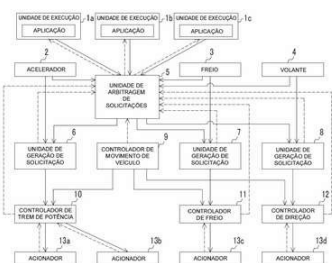 UNIDADE DE EXECUÇÃO
1a
UNIDADE DE EXECUÇÃO
1b
UNIDADE DE EXECUÇÃO
1c
APLICAÇÃO
APLICAÇÃO
APLICAÇÃO
2
3
4
ACELERADOR
5
FREIO
VOLANTE
UNIDADE DE
ARBITRAGEM
DE
SOLICITAÇÕES
6
9
7
8
UNIDADE DE
GERAÇÃO DE
SOLICITAÇÃO
CONTROLADOR DE
MOVIMENTO DE
VEÍCULO
UNIDADE DE
GERAÇÃO DE
SOLICITAÇÃO
UNIDADE DE
GERAÇÃO DE
SOLICITAÇÃO
10
11
12
CONTROLADOR DE
TREM DE POTÊNCIA
CONTROLADOR
DE FREIO
CONTROLADOR
DE DIREÇÃO
13a
13b
13c
13d
ACIONADOR
ACIONADOR
ACIONADOR
ACIONADOR